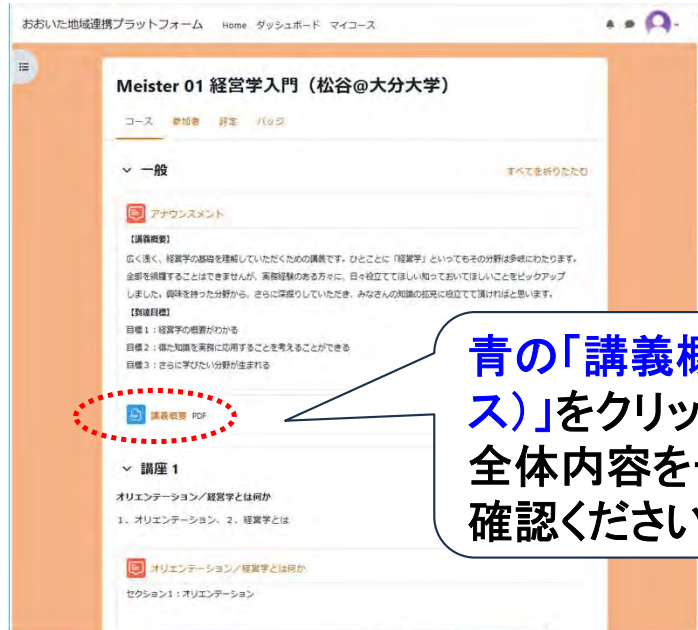 おおいた地域連携プラットフォーム Home ダッシュボード マイコース
Meister 01 経営学入門（松谷@大分大学）
コース 参加者 評定 バッジ
一般 すべてを折りたたむ
アナウンスメント
【講義概要】
広く浅く、経営学の基礎を理解していただくための講義です。ひとことに「経営学」といってもその分野は多岐にわたります。
全部を網羅することはできませんが、実務経験のある方々に、日々役立ててほしい知っておいてほしいことをピックアップ
しました。興味を持った分野から、さらに深掘りしていただき、みなさんの知識の拡充に役立てて頂ければと思います。
【到達目標】
目標1：経営学の概要がわかる
目標2：得た知識を実務に応用することを考えることができる
目標3：さらに学びたい分野が生まれる
講義概要 PDF
青の「講義概
ス）」をクリッ
全体内容を
確認ください
講座 1
オリエンテーション／経営学とは何か
1、オリエンテーション、2、経営学とは
オリエンテーション／経営学とは何か
セクション1：オリエンテーション